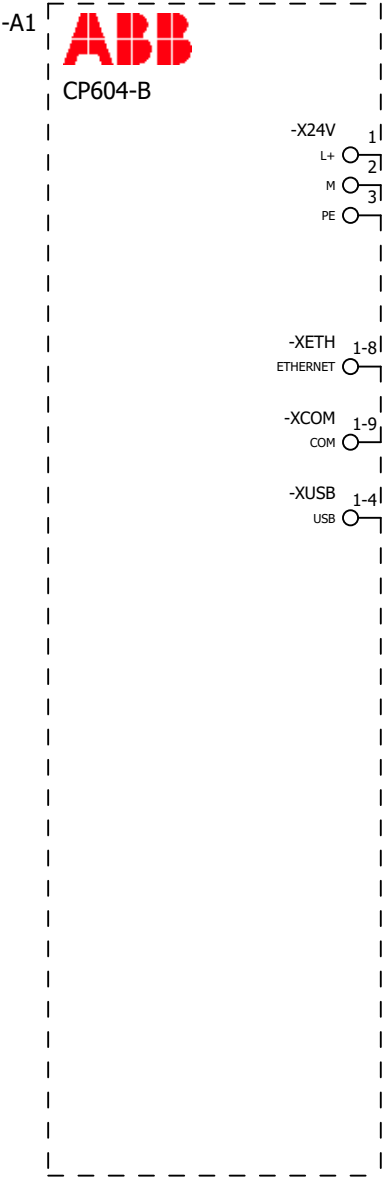 -A1
ABB
CP604-B
-X24V 1
L+
2
M
3
PE
-XETH 1-8
ETHERNET
-XCOM 1-9
COM
-XUSB 1-4
USB